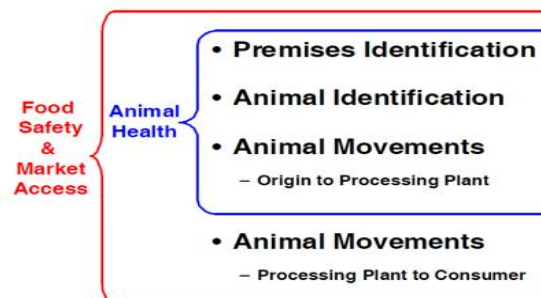 Food
Safety
&
Market
Access
Animal
Health
• Premises Identification
• Animal Identification
• Animal Movements
– Origin to Processing Plant
• Animal Movements
– Processing Plant to Consumer